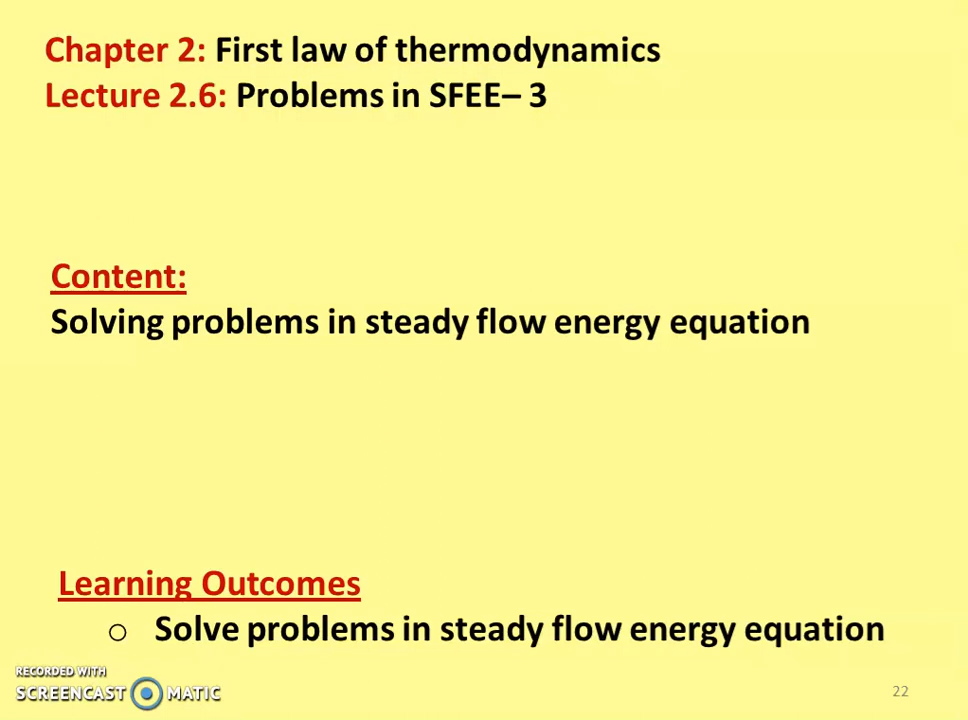 Chapter 2: First law of thermodynamics
Lecture 2.6: Problems in SFEE– 3
Content:
Solving problems in steady flow energy equation
Learning Outcomes
o Solve problems in steady flow energy equation
RECORDED WITH
SCREENCAST MATIC
22